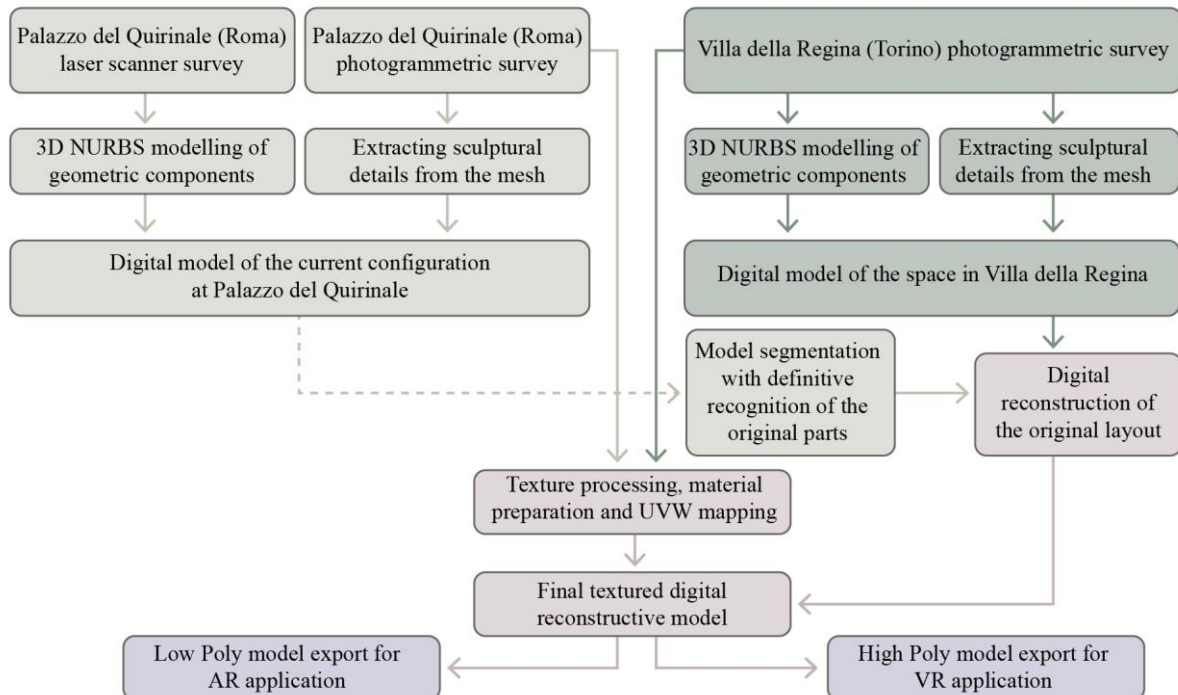 Palazzo del Quirinale (Roma)
laser scanner survey
Palazzo del Quirinale (Roma)
photogrammetric survey
Villa della Regina (Torino) photogrammetric survey
3D NURBS modelling of
geometric components
Extracting sculptural
details from the mesh
3D NURBS modelling of
geometric components
Extracting sculptural
details from the mesh
Digital model of the current configuration
at Palazzo del Quirinale
Digital model of the space in Villa della Regina
Model segmentation
with definitive
recognition of the
original parts
Digital
reconstruction of
the original layout
Texture processing, material
preparation and UVW mapping
Final textured digital
reconstructive model
Low Poly model export for
AR application
High Poly model export for
VR application